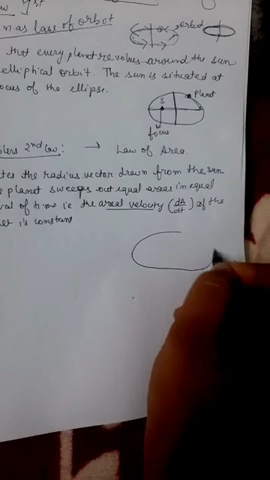 1st
n as law of orbit
orbit
that every planet revolves around the sun
elliptical orbit. The sun is situated at
ocus of the ellipse.
Planet
S
focus
plers 2nd law: → Law of Area.
tes the radius vector drawn from the sun
e planet sweeps out equal areas in equal
val of time i.e the areal velocity (dA/dt) of the
net is constant